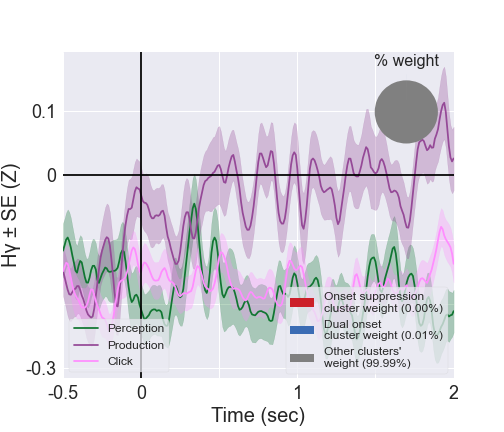 % weight
Hγ ± SE (Z)
0.1
0
-0.3
Perception
Production
Click
Onset suppression
cluster weight (0.00%)
Dual onset
cluster weight (0.01%)
Other clusters'
weight (99.99%)
-0.5
0
1
2
Time (sec)